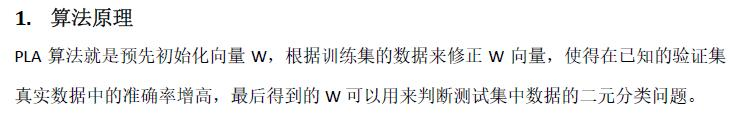 1. 算法原理
PLA 算法就是预先初始化向量 W，根据训练集的数据来修正 W 向量，使得在已知的验证集
真实数据中的准确率增高，最后得到的 W 可以用来判断测试集中数据的二元分类问题。